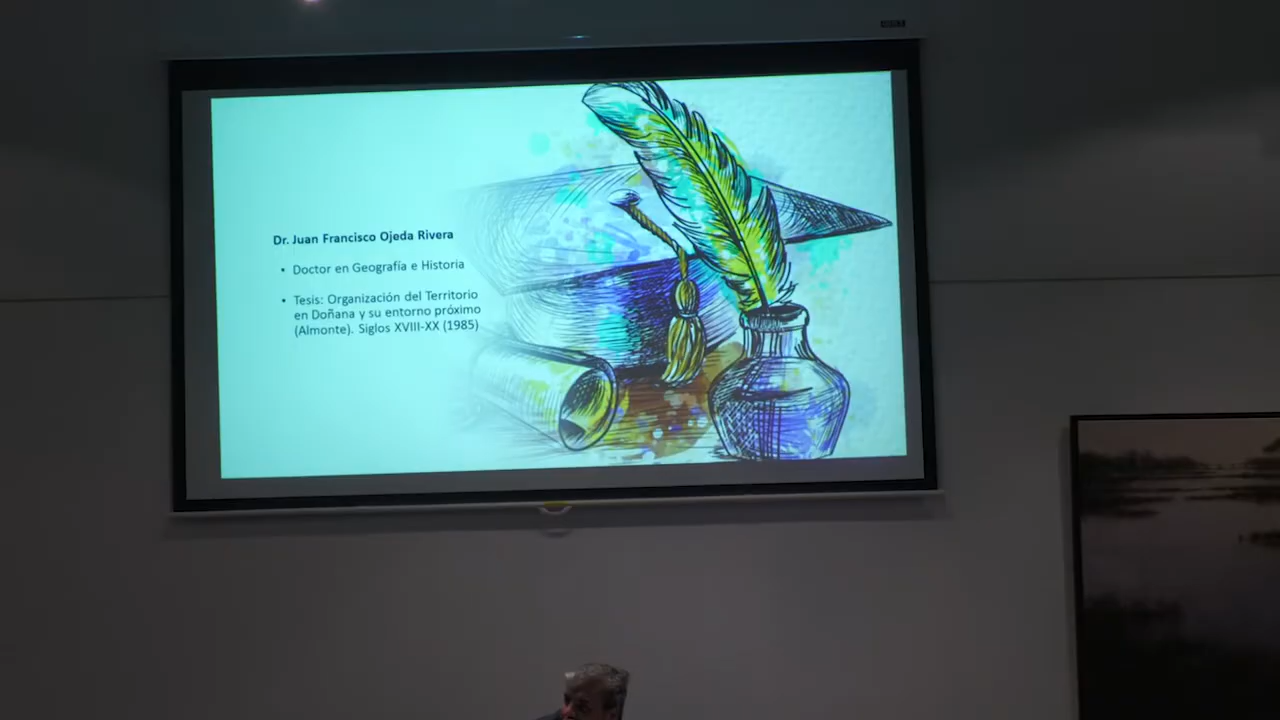 Dr. Juan Francisco Ojeda Rivera
• Doctor en Geografía e Historia
• Tesis: Organización del Territorio
en Doñana y su entorno próximo
(Almonte). Siglos XVIII-XX (1985)